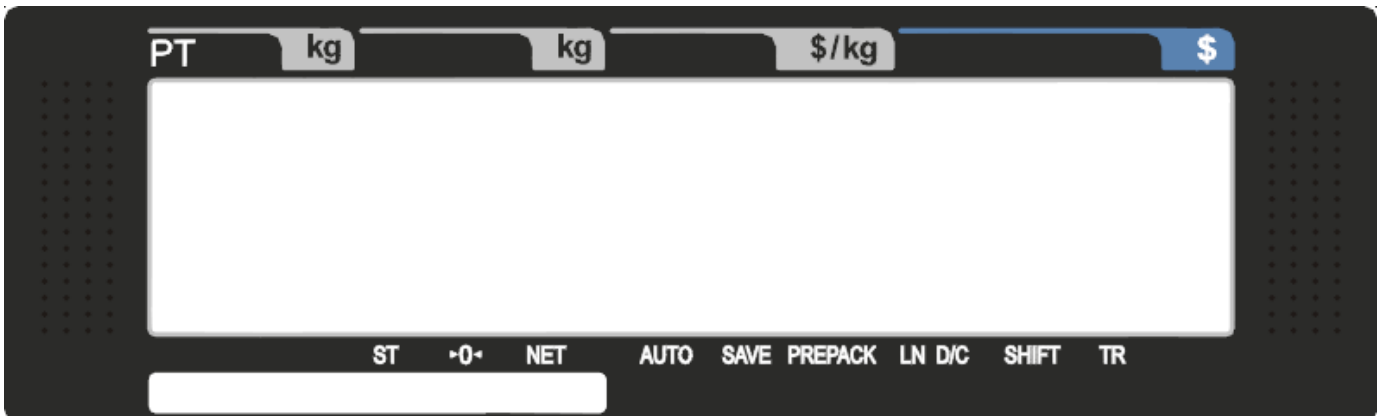 PT kg kg $/kg $
ST ▸0◂ NET AUTO SAVE PREPACK LN D/C SHIFT TR